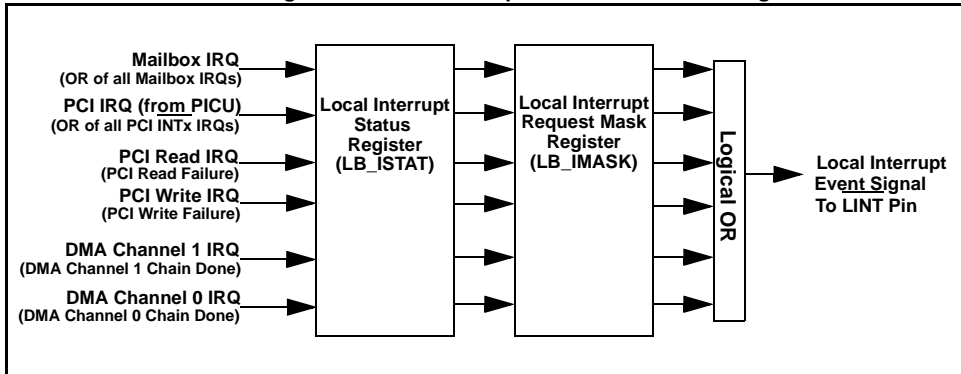 Mailbox IRQ
(OR of all Mailbox IRQs)
PCI IRQ (from PICU)
(OR of all PCI INTx IRQs)
PCI Read IRQ
(PCI Read Failure)
PCI Write IRQ
(PCI Write Failure)
DMA Channel 1 IRQ
(DMA Channel 1 Chain Done)
DMA Channel 0 IRQ
(DMA Channel 0 Chain Done)
Local Interrupt
Status
Register
(LB_ISTAT)
Local Interrupt
Request Mask
Register
(LB_IMASK)
Logical OR
Local Interrupt
Event Signal
To LINT Pin